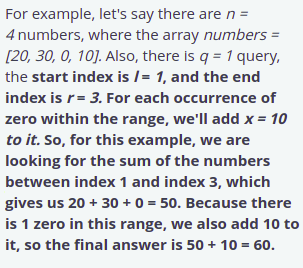 For example, let's say there are n =
4 numbers, where the array numbers =
[20, 30, 0, 10]. Also, there is q = 1 query,
the start index is l = 1, and the end
index is r = 3. For each occurrence of
zero within the range, we'll add x = 10
to it. So, for this example, we are
looking for the sum of the numbers
between index 1 and index 3, which
gives us 20 + 30 + 0 = 50. Because there
is 1 zero in this range, we also add 10 to
it, so the final answer is 50 + 10 = 60.